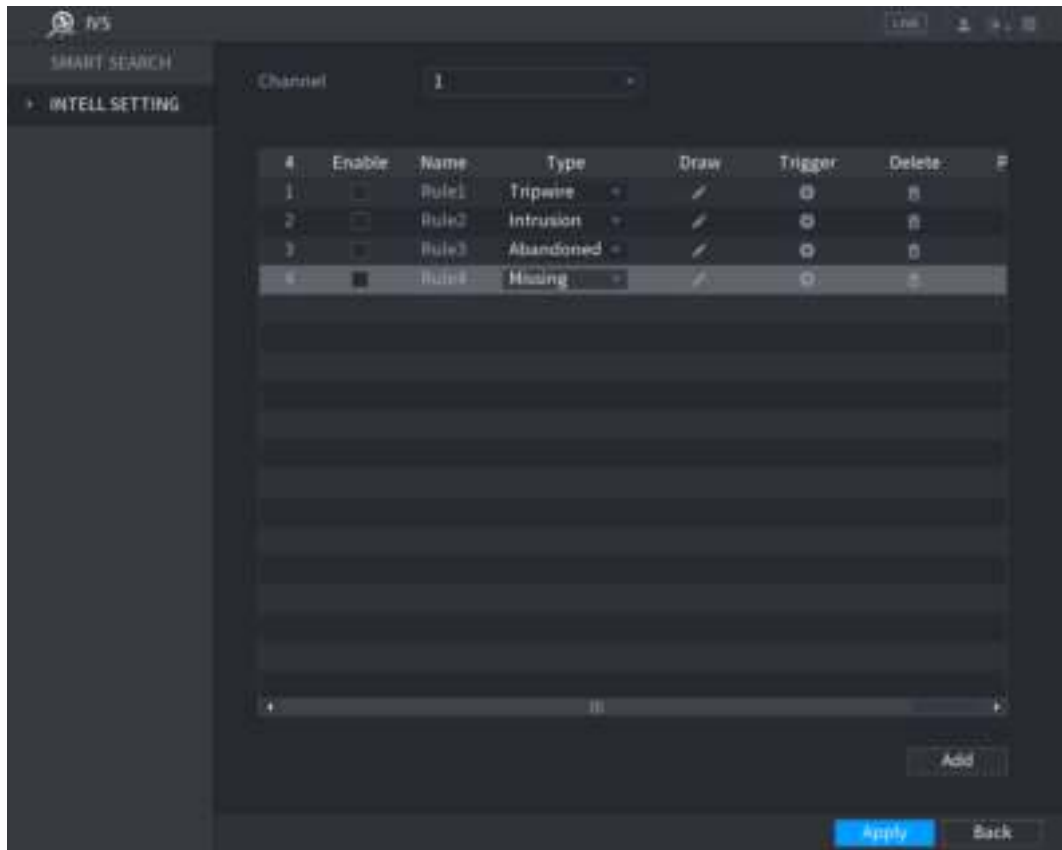 IVS
LIVE
SMART SEARCH
INTELL SETTING
Channel 1
# Enable Name Type Draw Trigger Delete P
1 Rule1 Tripwire
2 Rule2 Intrusion
3 Rule3 Abandoned
4 Rule4 Missing
Add
Apply Back